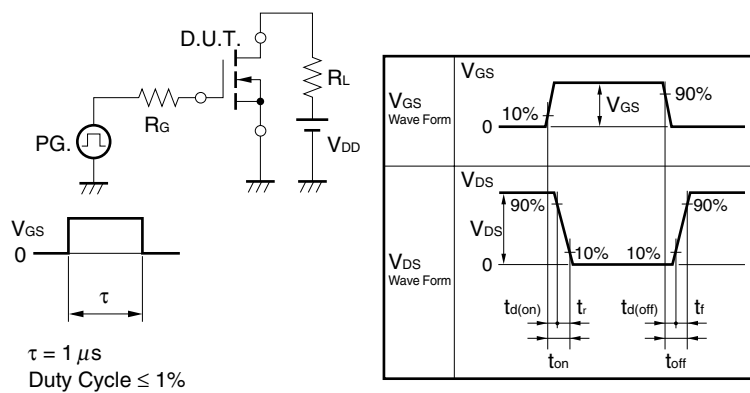 D.U.T.
RL
RG
PG.
VDD
VGS
0
τ
τ = 1 μs
Duty Cycle ≤ 1%
VGS
Wave Form
VGS
10%
VGS
90%
0
VDS
Wave Form
VDS
90%
VDS
10%
10%
90%
0
td(on)
tr
td(off)
tf
ton
toff